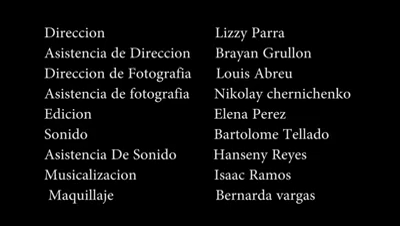 Direccion Lizzy Parra
Asistencia de Direccion Brayan Grullon
Direccion de Fotografia Louis Abreu
Asistencia de fotografia Nikolay chernichenko
Edicion Elena Perez
Sonido Bartolome Tellado
Asistencia De Sonido Hanseny Reyes
Musicalizacion Isaac Ramos
Maquillaje Bernarda vargas